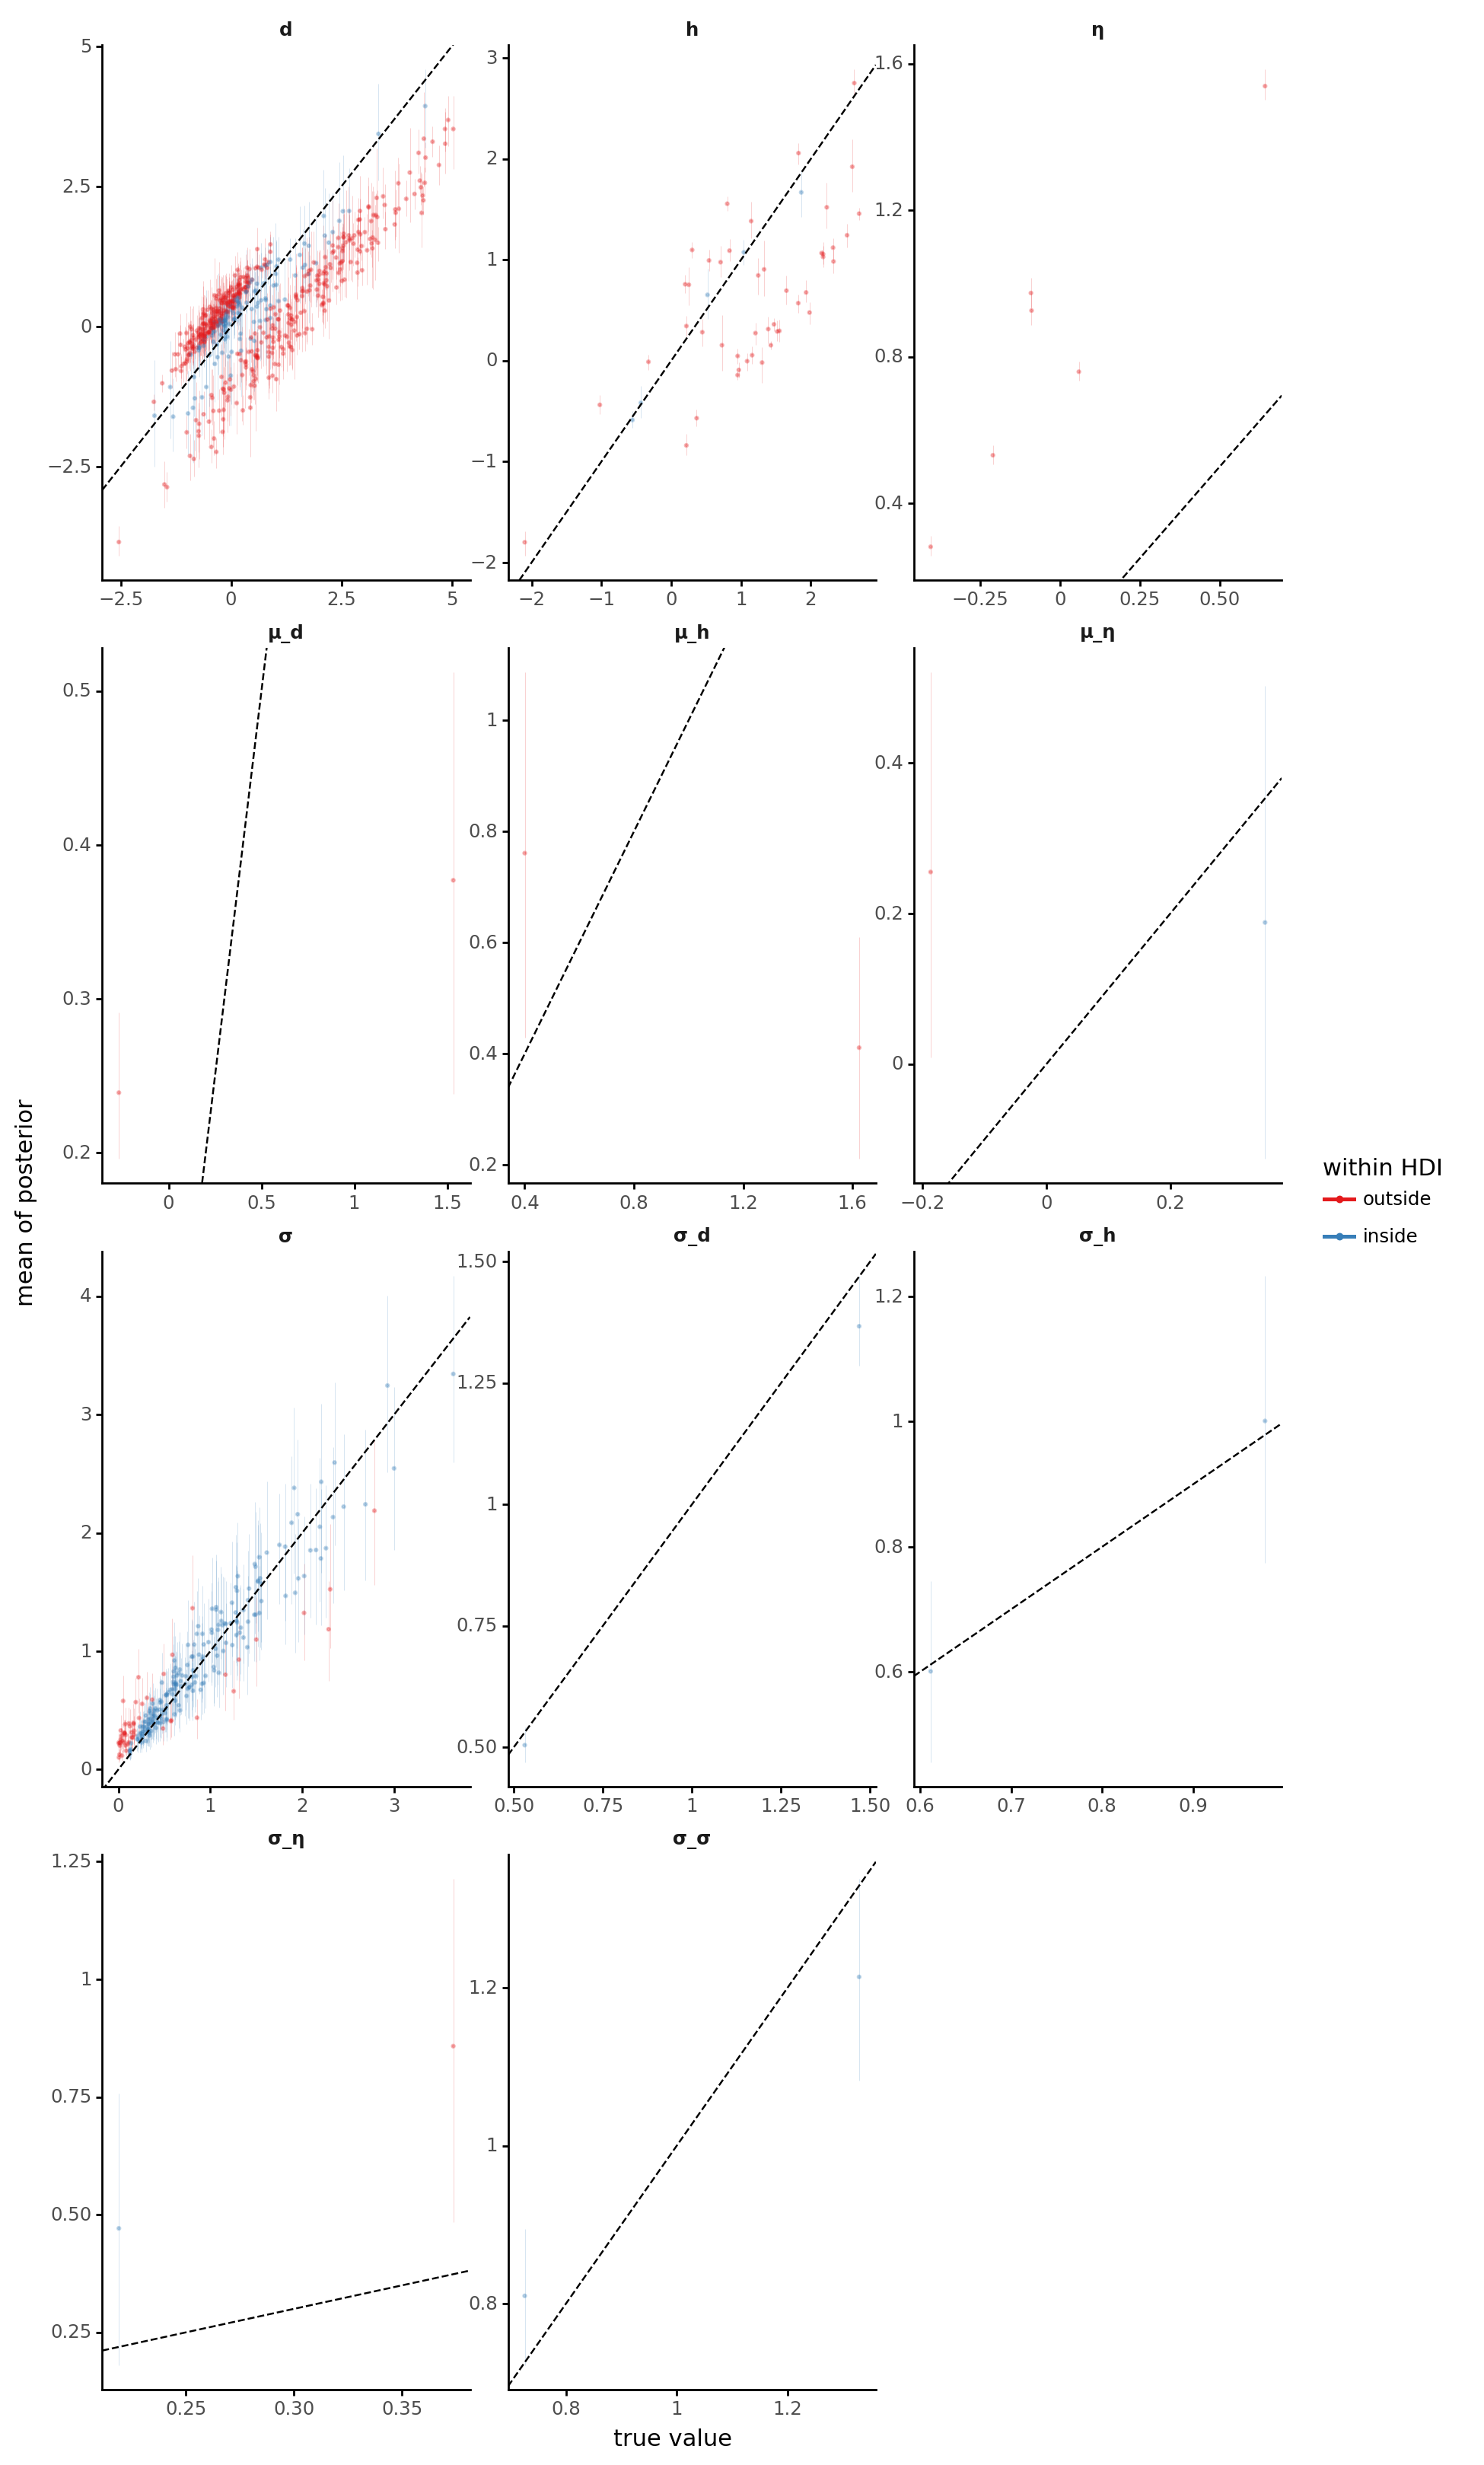 d h η
5
2.5
0
−2.5
−2.5 0 2.5 5
3
2
1
0
−1
−2
−2 −1 0 1 2
1.6
1.2
0.8
0.4
−0.25 0 0.25 0.50
μ_d μ_h μ_η
0.5
0.4
0.3
0.2
0 0.5 1 1.5
1
0.8
0.6
0.4
0.2
0.4 0.8 1.2 1.6
0.4
0.2
0
−0.2 0 0.2
mean of posterior
within HDI
outside
inside
σ σ_d σ_h
4
3
2
1
0
0 1 2 3
1.50
1.25
1
0.75
0.50
0.50 0.75 1 1.25 1.50
1.2
1
0.8
0.6
0.6 0.7 0.8 0.9
σ_η σ_σ
1.25
1
0.75
0.50
0.25
0.25 0.30 0.35
1.2
1
0.8
0.8 1 1.2
true value